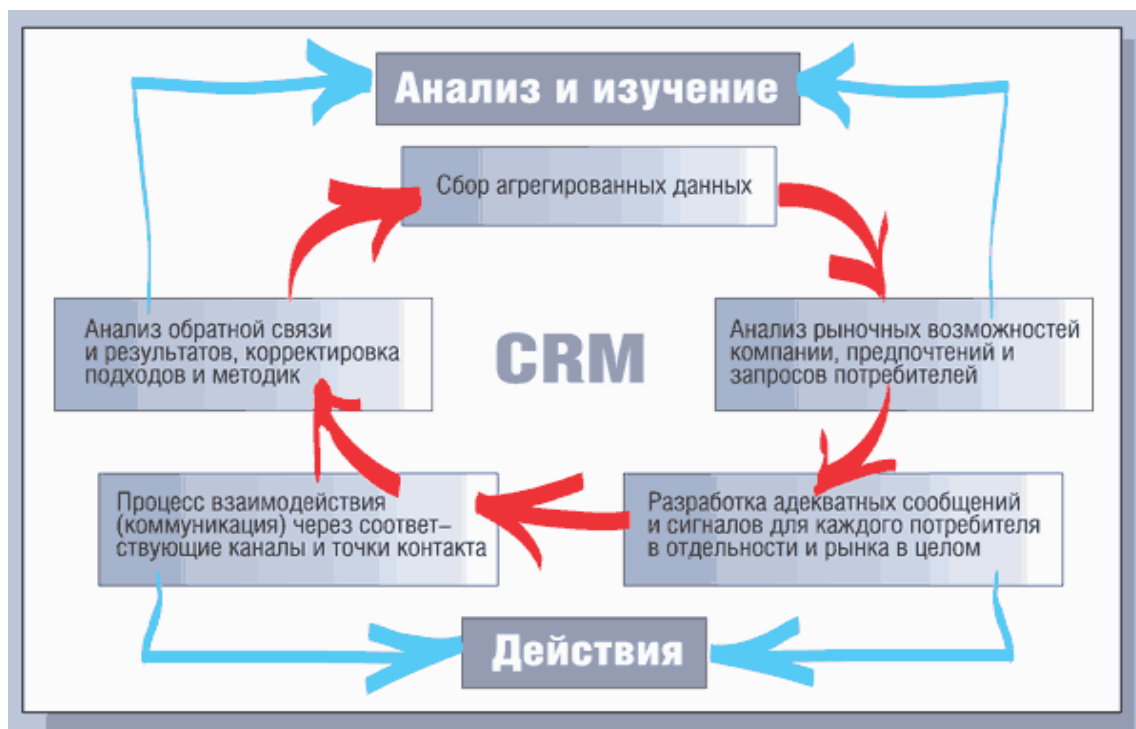 Анализ и изучение
Сбор агрегированных данных
Анализ обратной связи
и результатов, корректировка
подходов и методик
CRM
Анализ рыночных возможностей
компании, предпочтений и
запросов потребителей
Процесс взаимодействия
(коммуникация) через соответ–
ствующие каналы и точки контакта
Разработка адекватных сообщений
и сигналов для каждого потребителя
в отдельности и рынка в целом
Действия